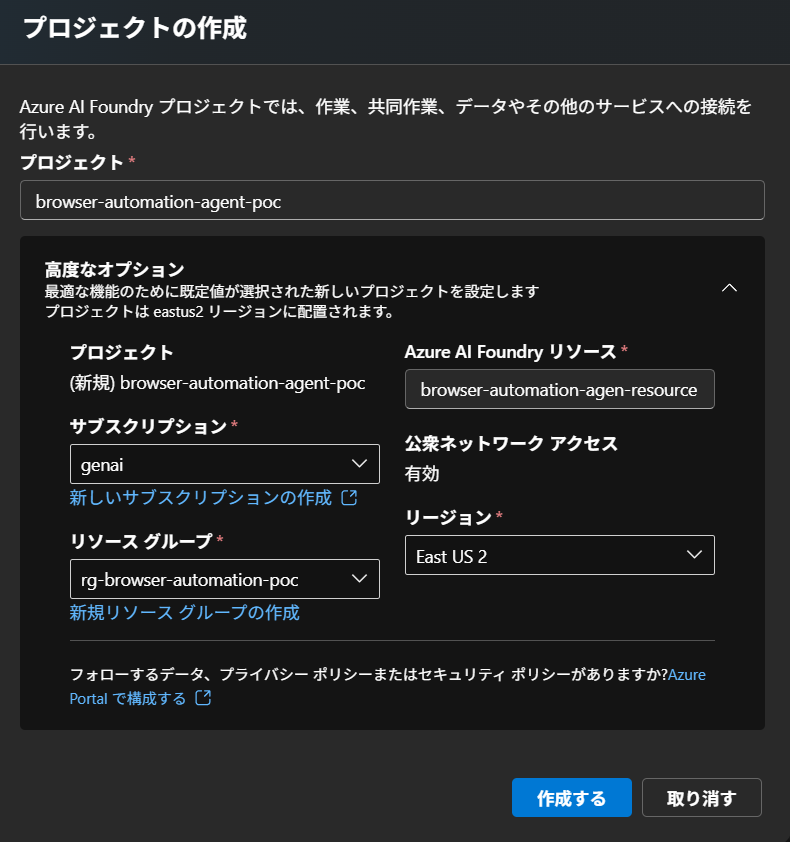 プロジェクトの作成
Azure AI Foundry プロジェクトでは、作業、共同作業、データやその他のサービスへの接続を
行います。
プロジェクト *
browser-automation-agent-poc
高度なオプション
最適な機能のために既定値が選択された新しいプロジェクトを設定します
プロジェクトは eastus2 リージョンに配置されます。
プロジェクト
(新規) browser-automation-agent-poc
サブスクリプション *
genai
新しいサブスクリプションの作成
リソース グループ *
rg-browser-automation-poc
新規リソース グループの作成
Azure AI Foundry リソース *
browser-automation-agen-resource
公衆ネットワーク アクセス
有効
リージョン *
East US 2
フォローするデータ、プライバシー ポリシーまたはセキュリティ ポリシーがありますか?Azure
Portal で構成する
作成する
取り消す